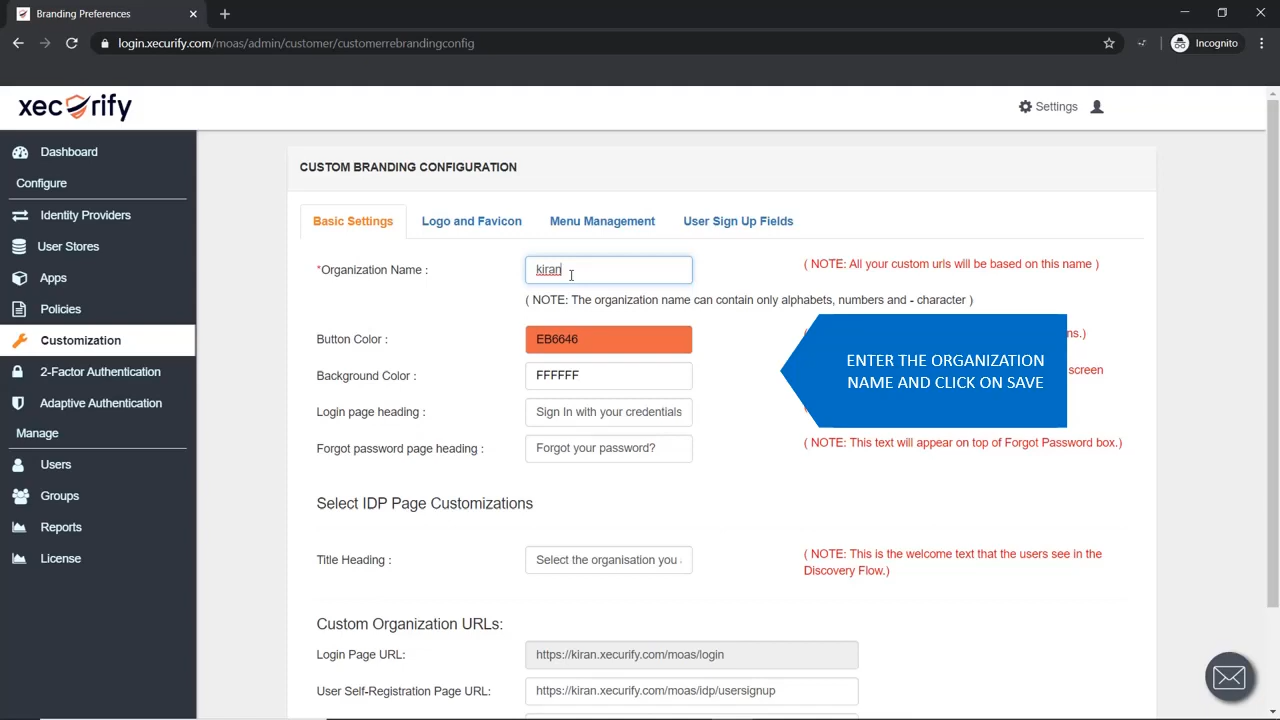 Branding Preferences
login.xecurify.com/moas/admin/customer/customerrebrandingconfig
Incognito
xecurify
Settings
Dashboard
Configure
Identity Providers
User Stores
Apps
Policies
Customization
2-Factor Authentication
Adaptive Authentication
Manage
Users
Groups
Reports
License
CUSTOM BRANDING CONFIGURATION
Basic Settings
Logo and Favicon
Menu Management
User Sign Up Fields
*Organization Name :
kiran
( NOTE: All your custom urls will be based on this name )
( NOTE: The organization name can contain only alphabets, numbers and - character )
Button Color :
EB6646
ns.)
Background Color :
FFFFFF
screen
ENTER THE ORGANIZATION
NAME AND CLICK ON SAVE
Login page heading :
Sign In with your credentials
Forgot password page heading :
Forgot your password?
( NOTE: This text will appear on top of Forgot Password box.)
Select IDP Page Customizations
Title Heading :
Select the organisation you
( NOTE: This is the welcome text that the users see in the
Discovery Flow.)
Custom Organization URLs:
Login Page URL:
https://kiran.xecurify.com/moas/login
User Self-Registration Page URL:
https://kiran.xecurify.com/moas/idp/usersignup